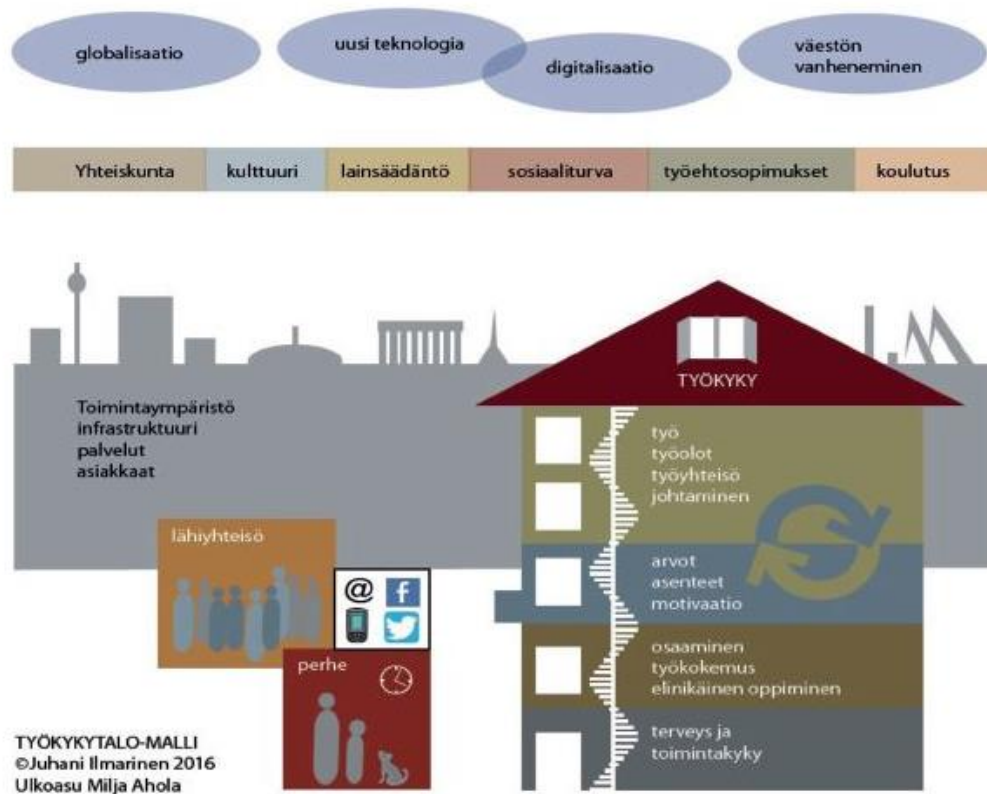 globalisaatio
uusi teknologia
digitalisaatio
väestön
vanheneminen
Yhteiskunta
kulttuuri
lainsäädäntö
sosiaaliturva
työehtosopimukset
koulutus
TYÖKYKY
Toimintaympäristö
infrastruktuuri
palvelut
asiakkaat
työ
työolot
työyhteisö
johtaminen
arvot
asenteet
motivaatio
osaaminen
työkokemus
elinikäinen oppiminen
terveys ja
toimintakyky
lähiyhteisö
@
f
perhe
TYÖKYKYTALO-MALLI
©Juhani Ilmarinen 2016
Ulkoasu Milja Ahola